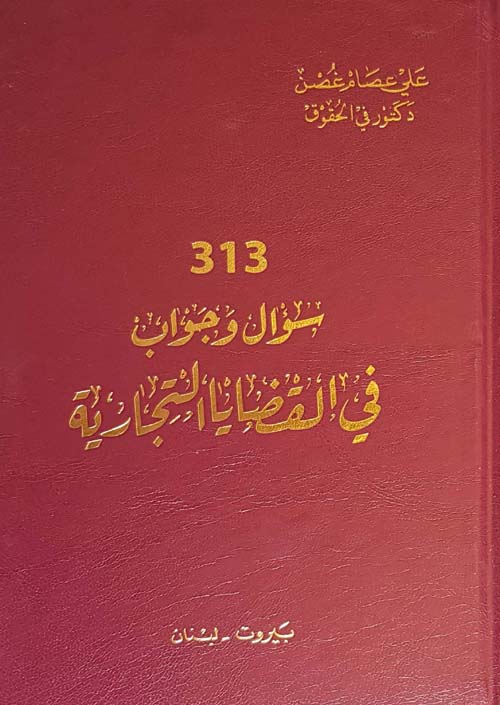 علي عصام غصن
دكتور في الحقوق
313
سؤال وجواب
في القضايا التجارية
بيروت - لبنان